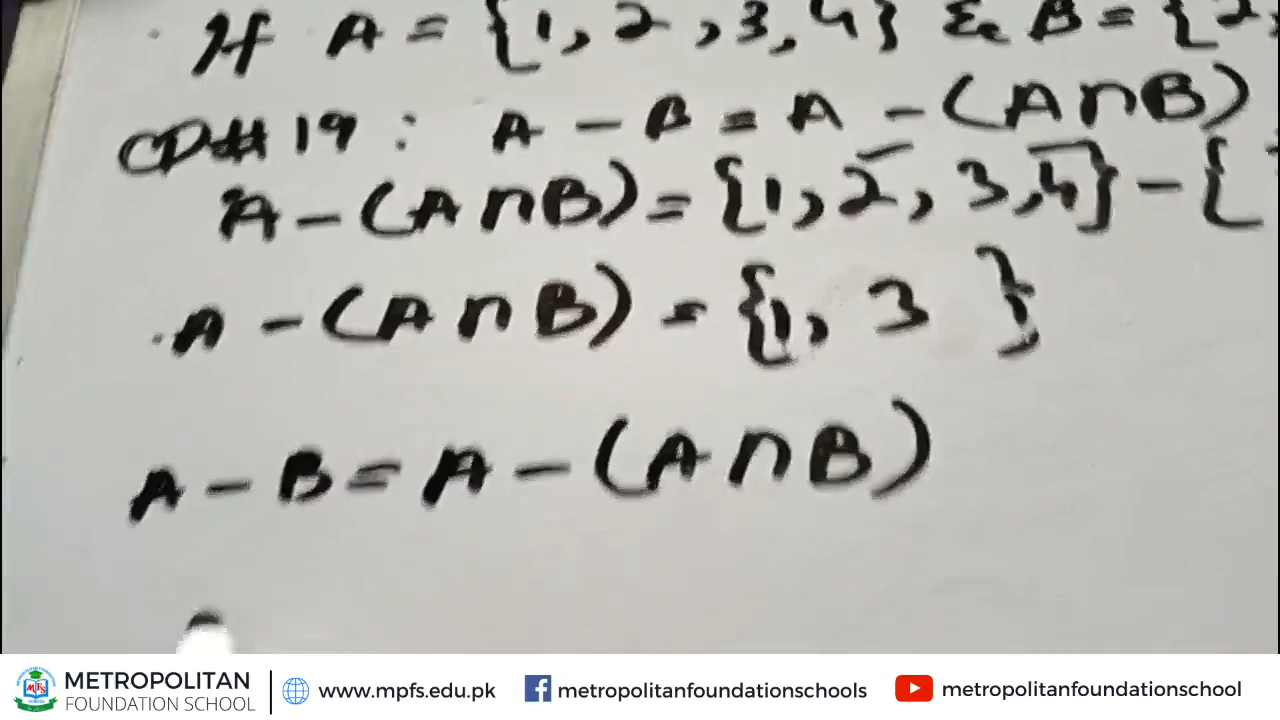 If A = {1, 2, 3, 4} & B = {2,
: A - B = A - (A∩B)
A - (A∩B) = {1, 2, 3, 4} - {
A - (A∩B) = {1, 3 }
A - B = A - (A∩B)
METROPOLITAN
FOUNDATION SCHOOL
www.mpfs.edu.pk
metropolitanfoundationschools
metropolitanfoundationschool